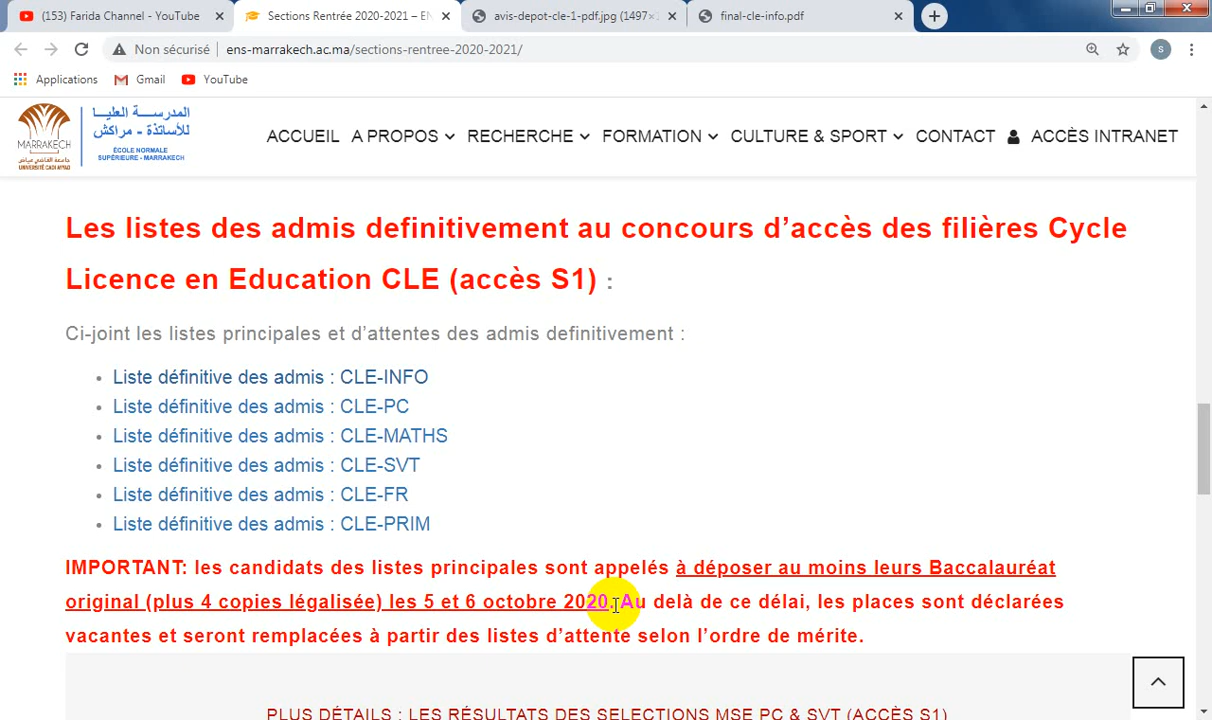 (153) Farida Channel - YouTube
Sections Rentrée 2020-2021 – EN
avis-depot-cle-1-pdf.jpg (1497×
final-cle-info.pdf
Non sécurisé
ens-marrakech.ac.ma/sections-rentree-2020-2021/
S
Applications
Gmail
YouTube
المدرسة العليا
للأساتذة - مراكش
ÉCOLE NORMALE
SUPÉRIEURE - MARRAKECH
MARRAKECH
جامعة القاضي عياض
UNIVERSITÉ CADI AYYAD
ACCUEIL
A PROPOS
RECHERCHE
FORMATION
CULTURE & SPORT
CONTACT
ACCÈS INTRANET
Les listes des admis definitivement au concours d’accès des filières Cycle
Licence en Education CLE (accès S1) :
Ci-joint les listes principales et d’attentes des admis definitivement :
Liste définitive des admis : CLE-INFO
Liste définitive des admis : CLE-PC
Liste définitive des admis : CLE-MATHS
Liste définitive des admis : CLE-SVT
Liste définitive des admis : CLE-FR
Liste définitive des admis : CLE-PRIM
IMPORTANT: les candidats des listes principales sont appelés à déposer au moins leurs Baccalauréat
original (plus 4 copies légalisée) les 5 et 6 octobre 2020. Au delà de ce délai, les places sont déclarées
vacantes et seront remplacées à partir des listes d’attente selon l’ordre de mérite.
PLUS DÉTAILS : LES RÉSULTATS DES SELECTIONS MSE PC & SVT (ACCÈS S1)